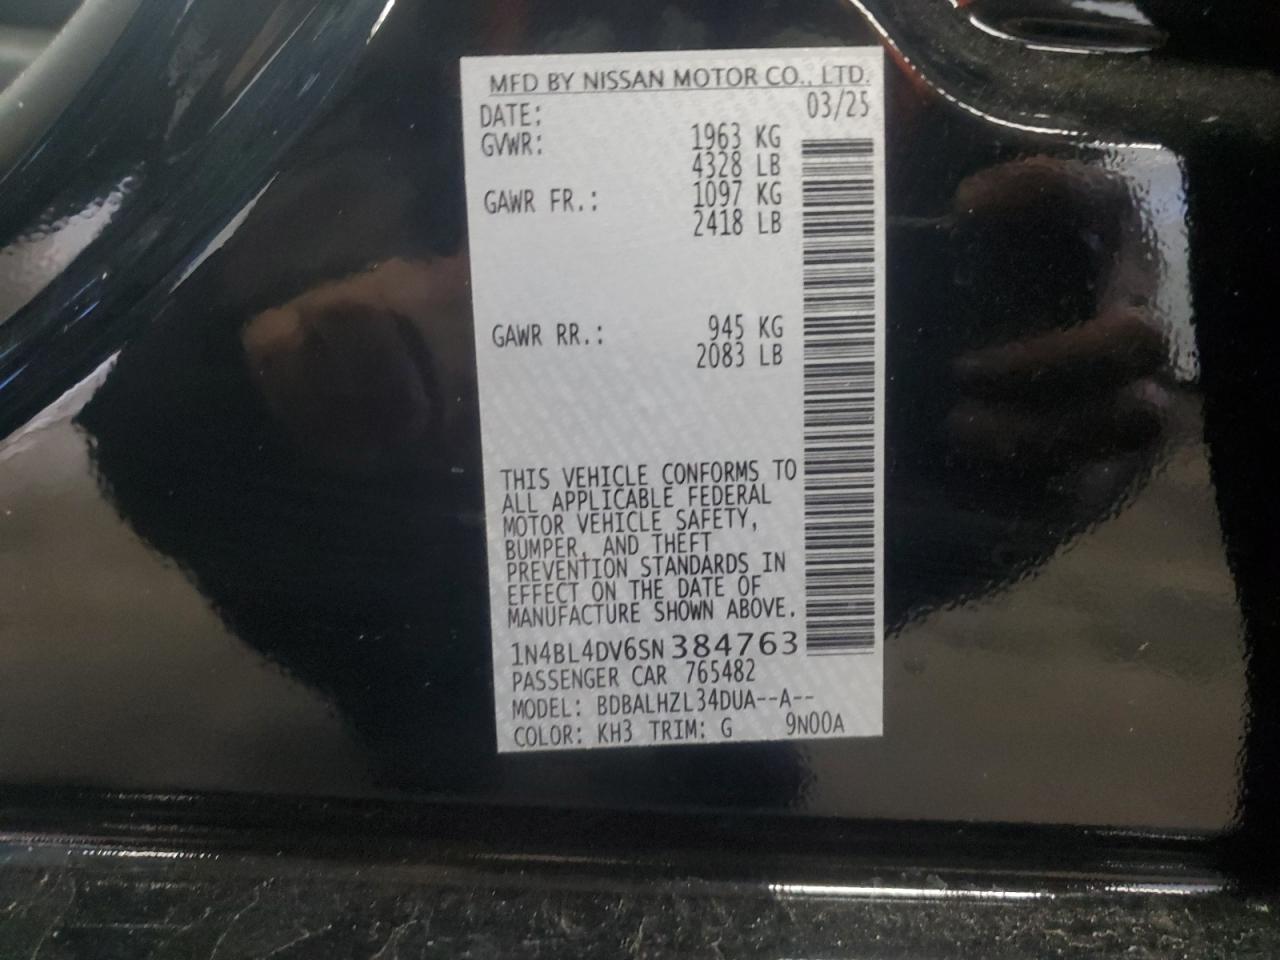 MFD BY NISSAN MOTOR CO., LTD.
DATE: 03/25
GVWR: 1963 KG
4328 LB
GAWR FR.: 1097 KG
2418 LB
GAWR RR.: 945 KG
2083 LB
THIS VEHICLE CONFORMS TO
ALL APPLICABLE FEDERAL
MOTOR VEHICLE SAFETY,
BUMPER, AND THEFT
PREVENTION STANDARDS IN
EFFECT ON THE DATE OF
MANUFACTURE SHOWN ABOVE.
1N4BL4DV6SN384763
PASSENGER CAR 765482
MODEL: BDBALHZL34DUA--A--
COLOR: KH3 TRIM: G 9N00A